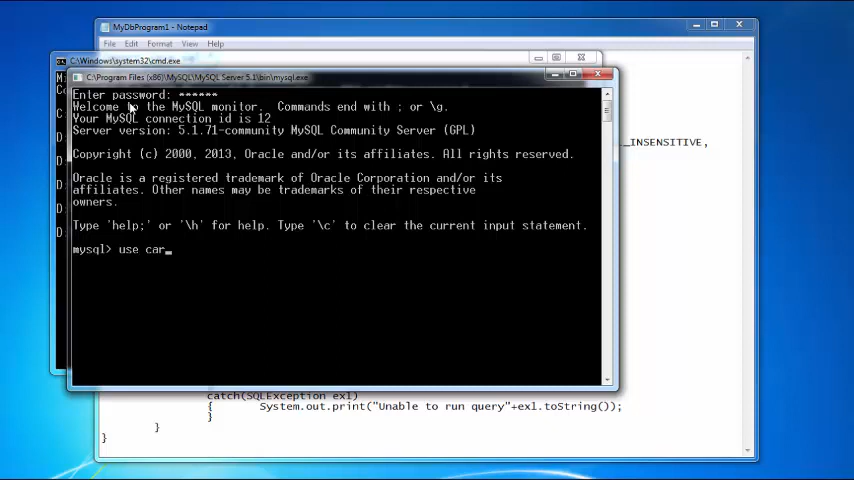 MyDbProgram1 - Notepad
File Edit Format View Help
C:\Windows\system32\cmd.exe
C:\Program Files (x86)\MySQL\MySQL Server 5.1\bin\mysql.exe
Enter password: ******
Welcome to the MySQL monitor.  Commands end with ; or \g.
Your MySQL connection id is 12
Server version: 5.1.71-community MySQL Community Server (GPL)
_INSENSITIVE,
Copyright (c) 2000, 2013, Oracle and/or its affiliates. All rights reserved.
Oracle is a registered trademark of Oracle Corporation and/or its
affiliates. Other names may be trademarks of their respective
owners.
Type 'help;' or '\h' for help. Type '\c' to clear the current input statement.
mysql> use car_
catch(SQLException ex1)
{ System.out.print("Unable to run query"+ex1.toString());
}
}
}